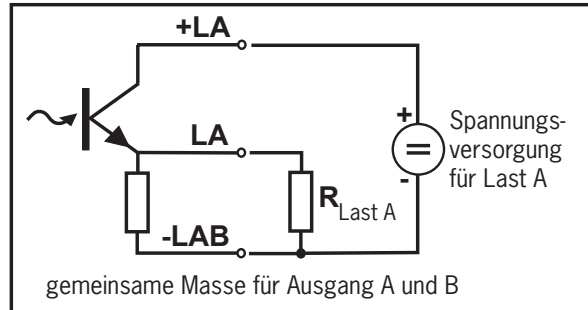 +LA
LA
+
=
-
Spannungs-
versorgung
für Last A
R Last A
-LAB
gemeinsame Masse für Ausgang A und B